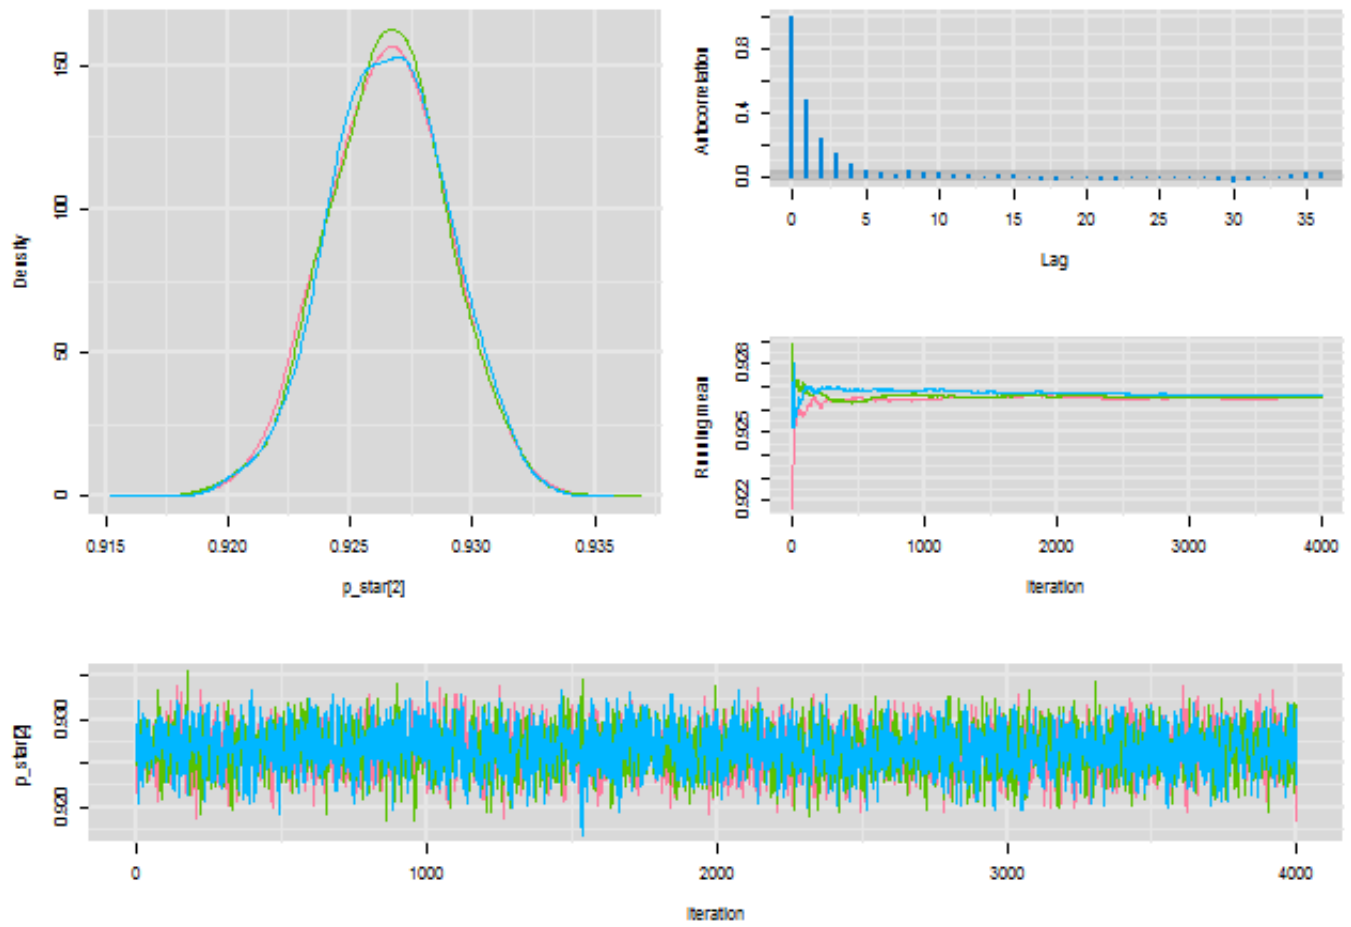 Density
150
100
50
0
0.915 0.920 0.925 0.930 0.935
p_star[2]
Autocorrelation
0.8
0.4
0.0
0 5 10 15 20 25 30 35
Lag
Running mean
0.928
0.925
0.922
0 1000 2000 3000 4000
Iteration
p_star[2]
0.930
0.920
0 1000 2000 3000 4000
Iteration